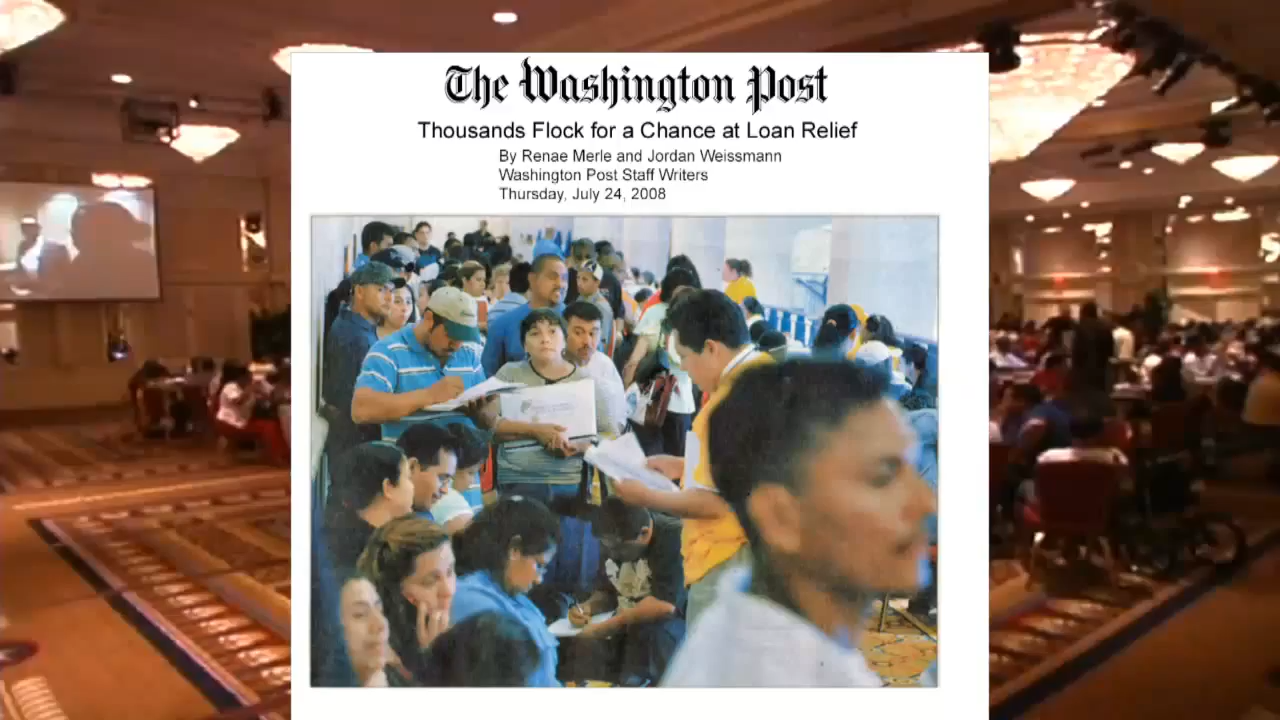 The Washington Post
Thousands Flock for a Chance at Loan Relief
By Renae Merle and Jordan Weissmann
Washington Post Staff Writers
Thursday, July 24, 2008